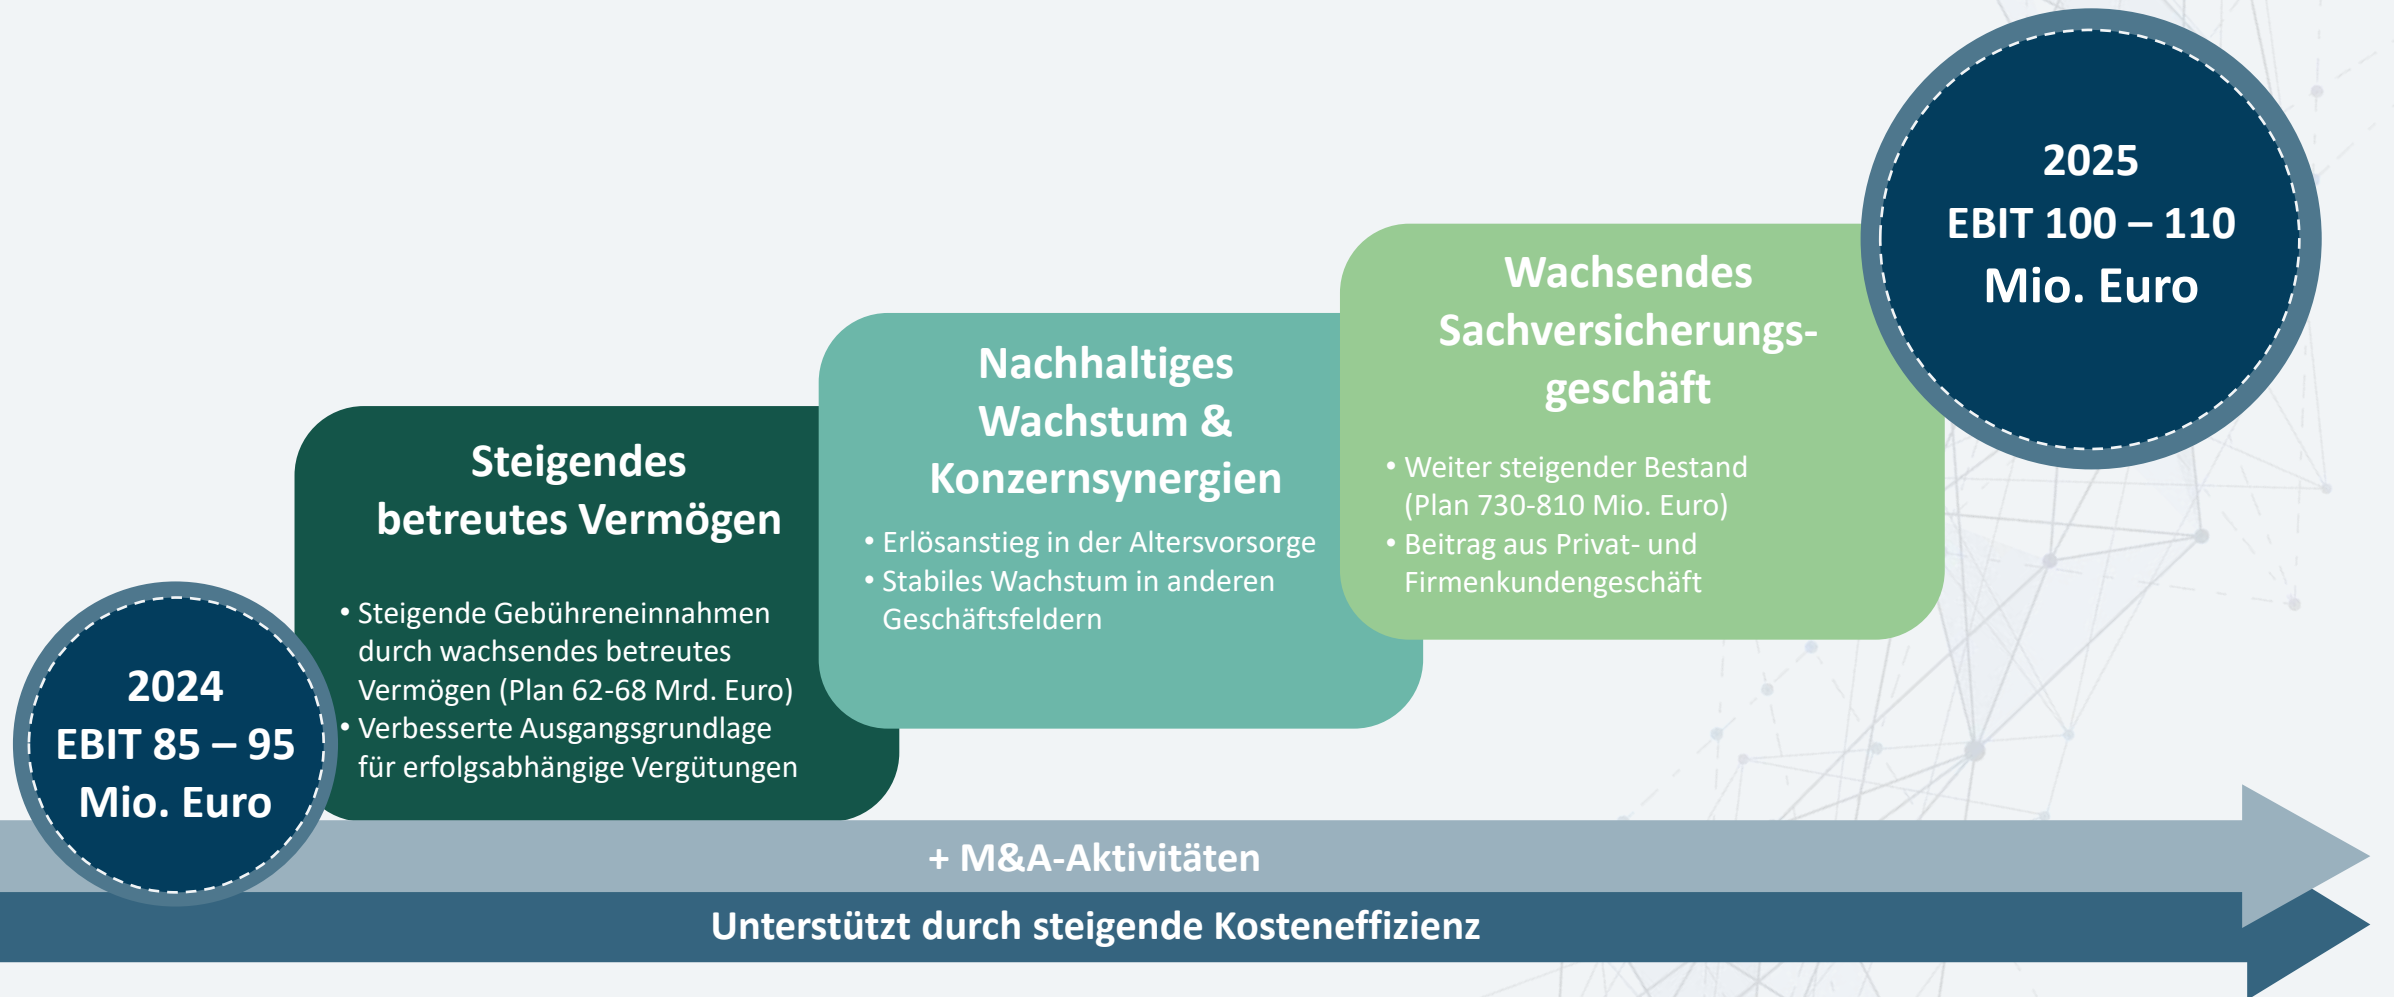 2024
EBIT 85 – 95
Mio. Euro
Steigendes
betreutes Vermögen
• Steigende Gebühreneinnahmen
durch wachsendes betreutes
Vermögen (Plan 62-68 Mrd. Euro)
• Verbesserte Ausgangsgrundlage
für erfolgsabhängige Vergütungen
Nachhaltiges
Wachstum &
Konzernsynergien
• Erlösanstieg in der Altersvorsorge
• Stabiles Wachstum in anderen
Geschäftsfeldern
Wachsendes
Sachversicherungs-
geschäft
• Weiter steigender Bestand
(Plan 730-810 Mio. Euro)
• Beitrag aus Privat- und
Firmenkundengeschäft
2025
EBIT 100 – 110
Mio. Euro
+ M&A-Aktivitäten
Unterstützt durch steigende Kosteneffizienz